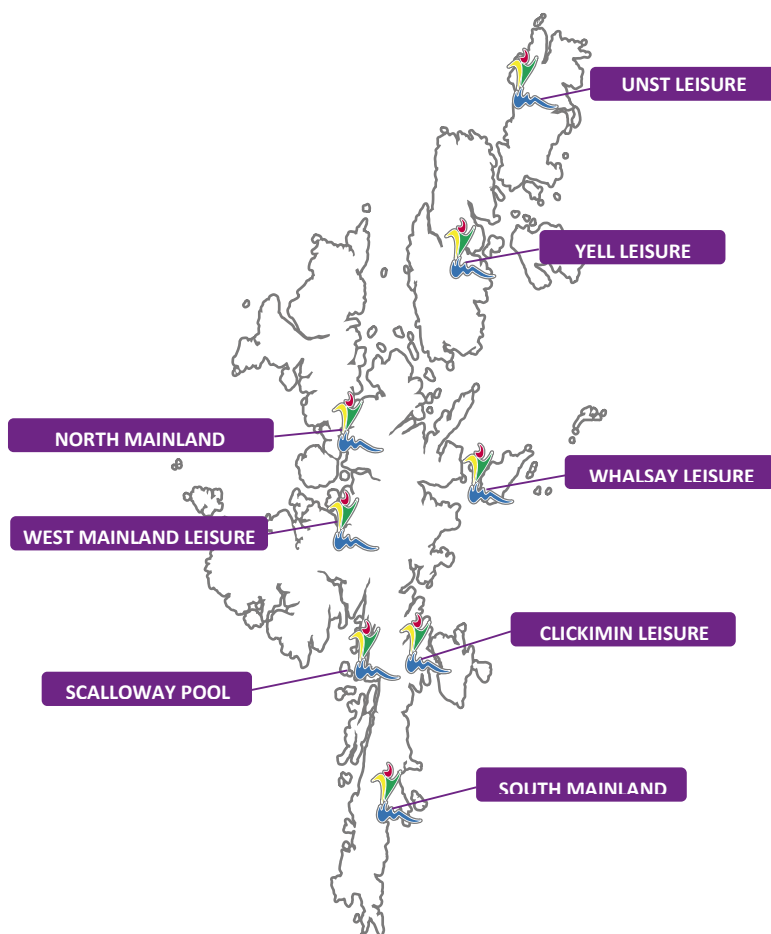 UNST LEISURE
YELL LEISURE
NORTH MAINLAND
WHALSAY LEISURE
WEST MAINLAND LEISURE
CLICKIMIN LEISURE
SCALLOWAY POOL
SOUTH MAINLAND